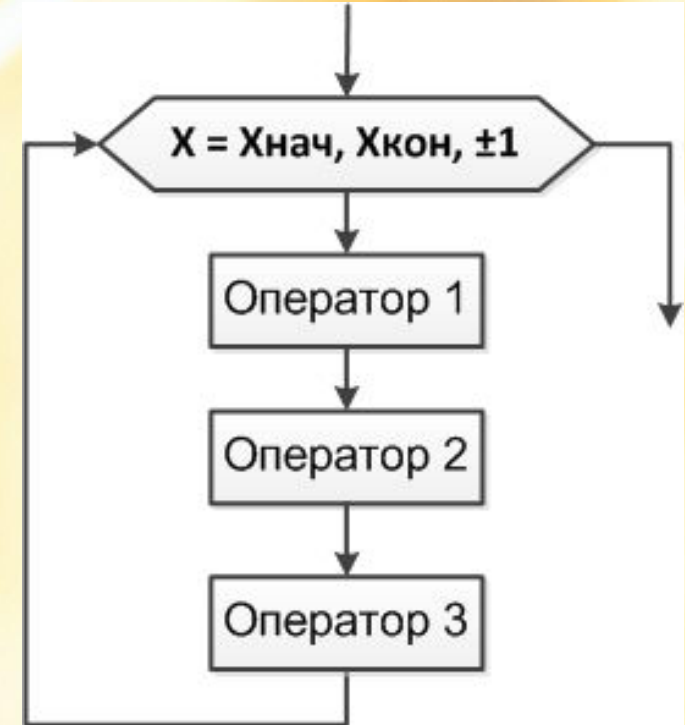 X = Xнач, Xкон, ±1
Оператор 1
Оператор 2
Оператор 3